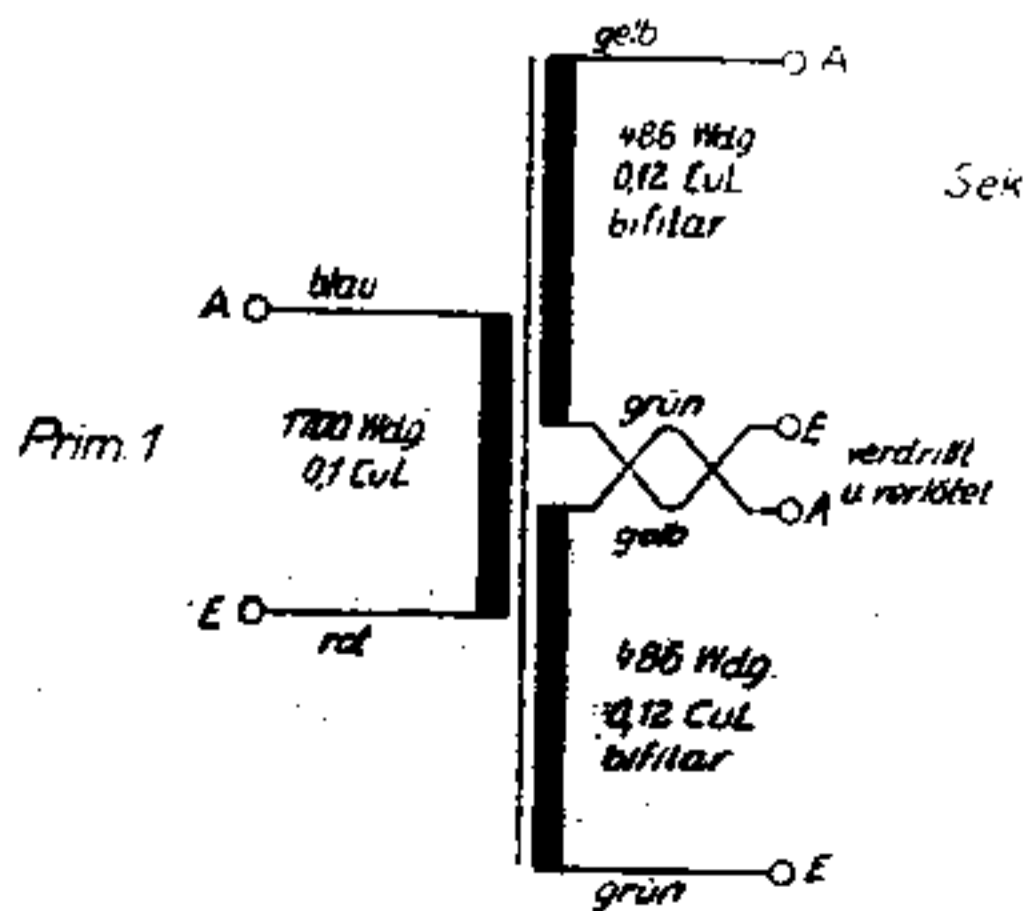 gelb
A
486 Wdg
0,12 CuL
bifilar
Sek
blau
A
Prim. 1
1700 Wdg
0,1 CuL
grün
E
verdrillt
u. verlötet
A
gelb
E
rot
486 Wdg.
0,12 CuL
bifilar
E
grün